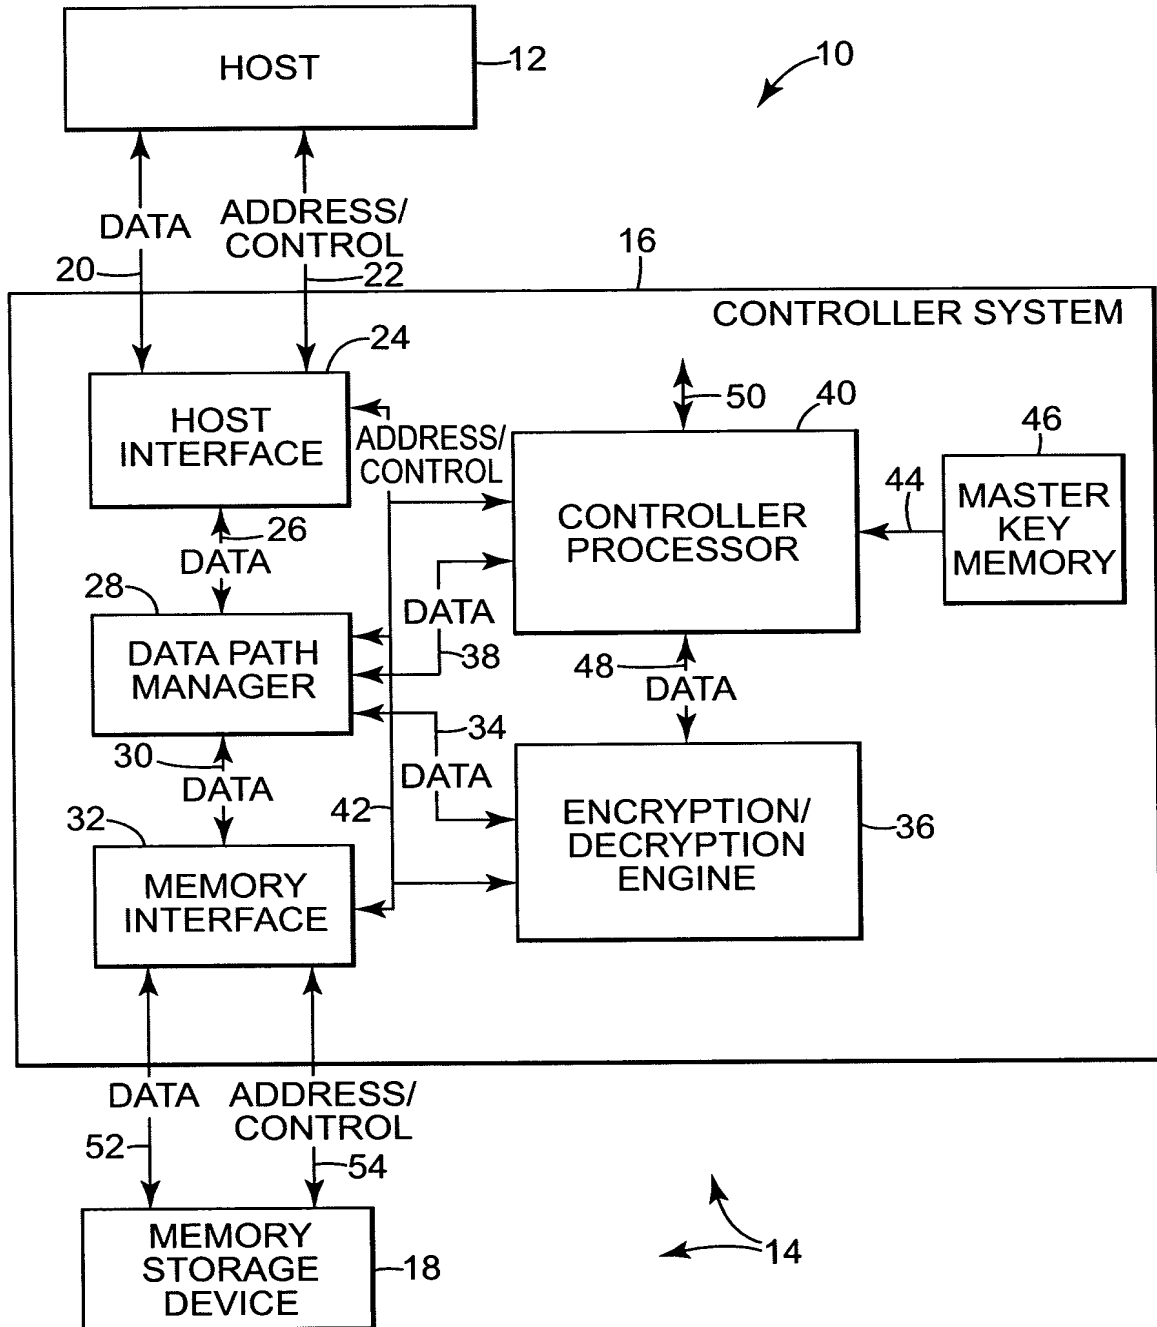 HOST
12
10
DATA
ADDRESS/
CONTROL
20
22
16
CONTROLLER SYSTEM
24
HOST
INTERFACE
50
40
46
ADDRESS/
CONTROL
CONTROLLER
PROCESSOR
44
MASTER
KEY
MEMORY
26
DATA
28
DATA PATH
MANAGER
DATA
38
48
DATA
34
30
DATA
DATA
42
32
MEMORY
INTERFACE
ENCRYPTION/
DECRYPTION
ENGINE
36
DATA
ADDRESS/
CONTROL
52
54
MEMORY
STORAGE
DEVICE
18
14